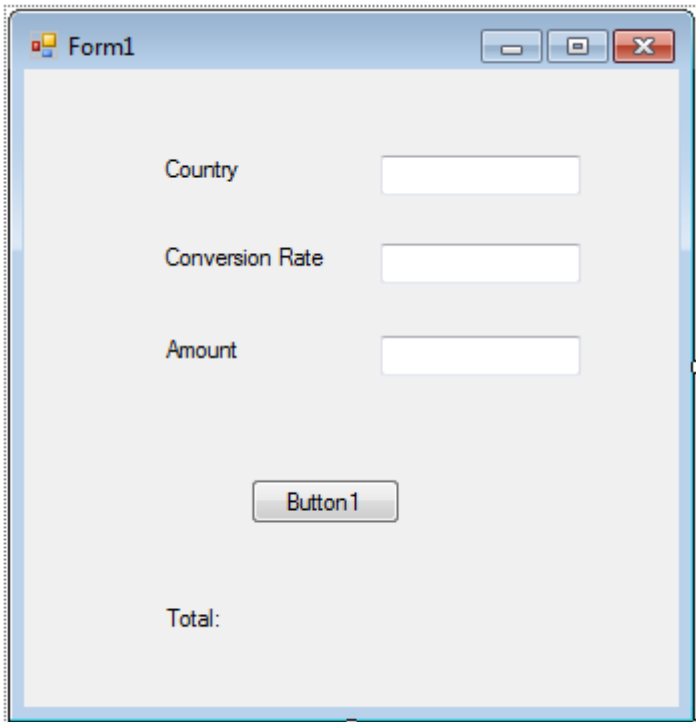 Form1
Country
Conversion Rate
Amount
Button1
Total: